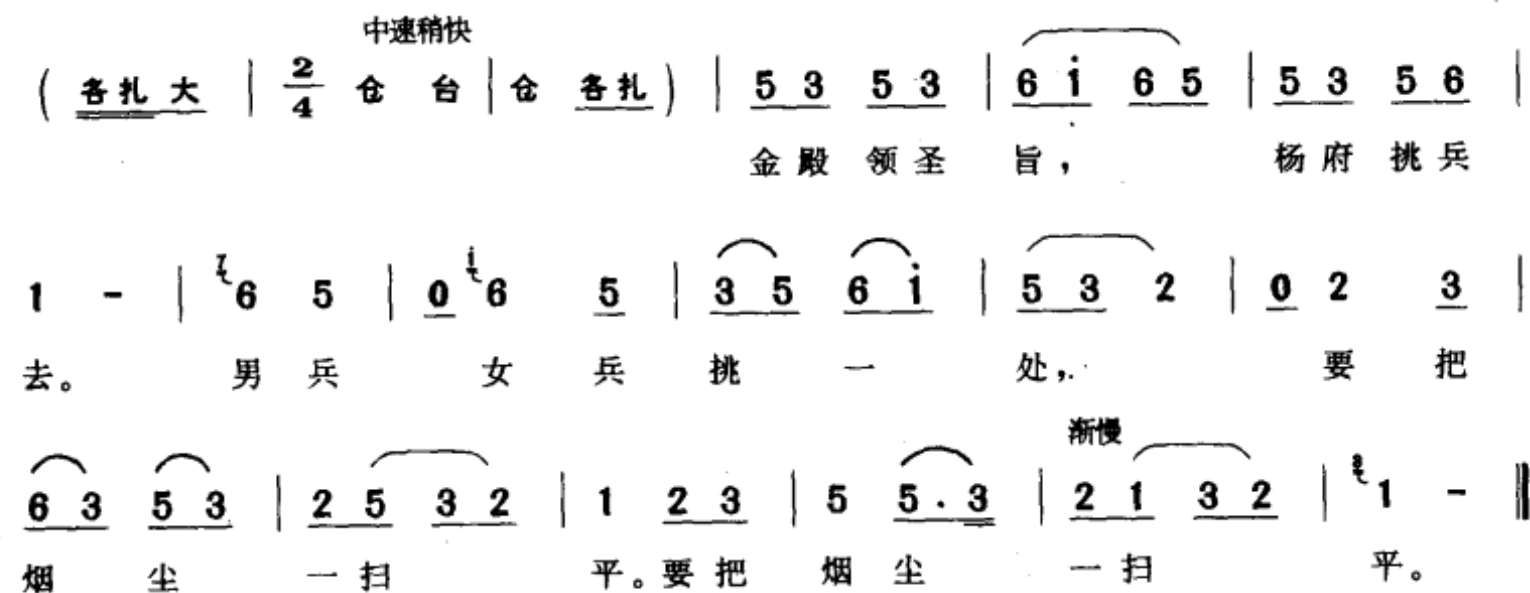 中速稍快
( 各扎 大 | 2/4 仓 台 | 仓 各扎 ) | 5 3 5 3 | 6 i 6 5 | 5 3 5 6 |
金 殿 领 圣 旨， 杨 府 挑 兵
1 - | 7 6 5 | 0 i 6 5 | 3 5 6 i | 5 3 2 | 0 2 3 |
去。 男 兵 女 兵 挑 一 处， 要 把
渐慢
6 3 5 3 | 2 5 3 2 | 1 2 3 | 5 5 . 3 | 2 1 3 2 | 1 - ‖
烟 尘 一 扫 平。 要 把 烟 尘 一 扫 平。